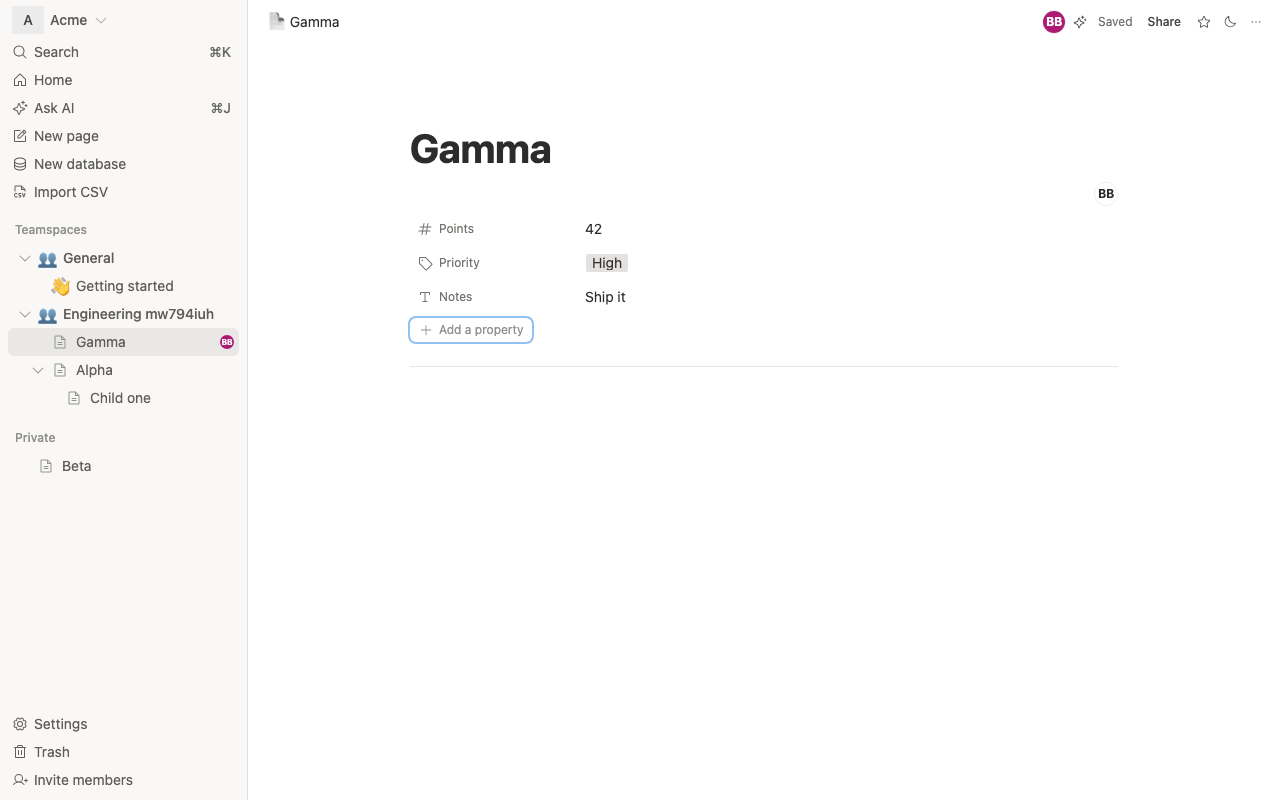 A Acme
Search ⌘K
Home
Ask AI ⌘J
New page
New database
Import CSV
Teamspaces
General
Getting started
Engineering mw794iuh
Gamma BB
Alpha
Child one
Private
Beta
Settings
Trash
Invite members
Gamma
BB Saved Share
Gamma
BB
Points 42
Priority High
Notes Ship it
Add a property